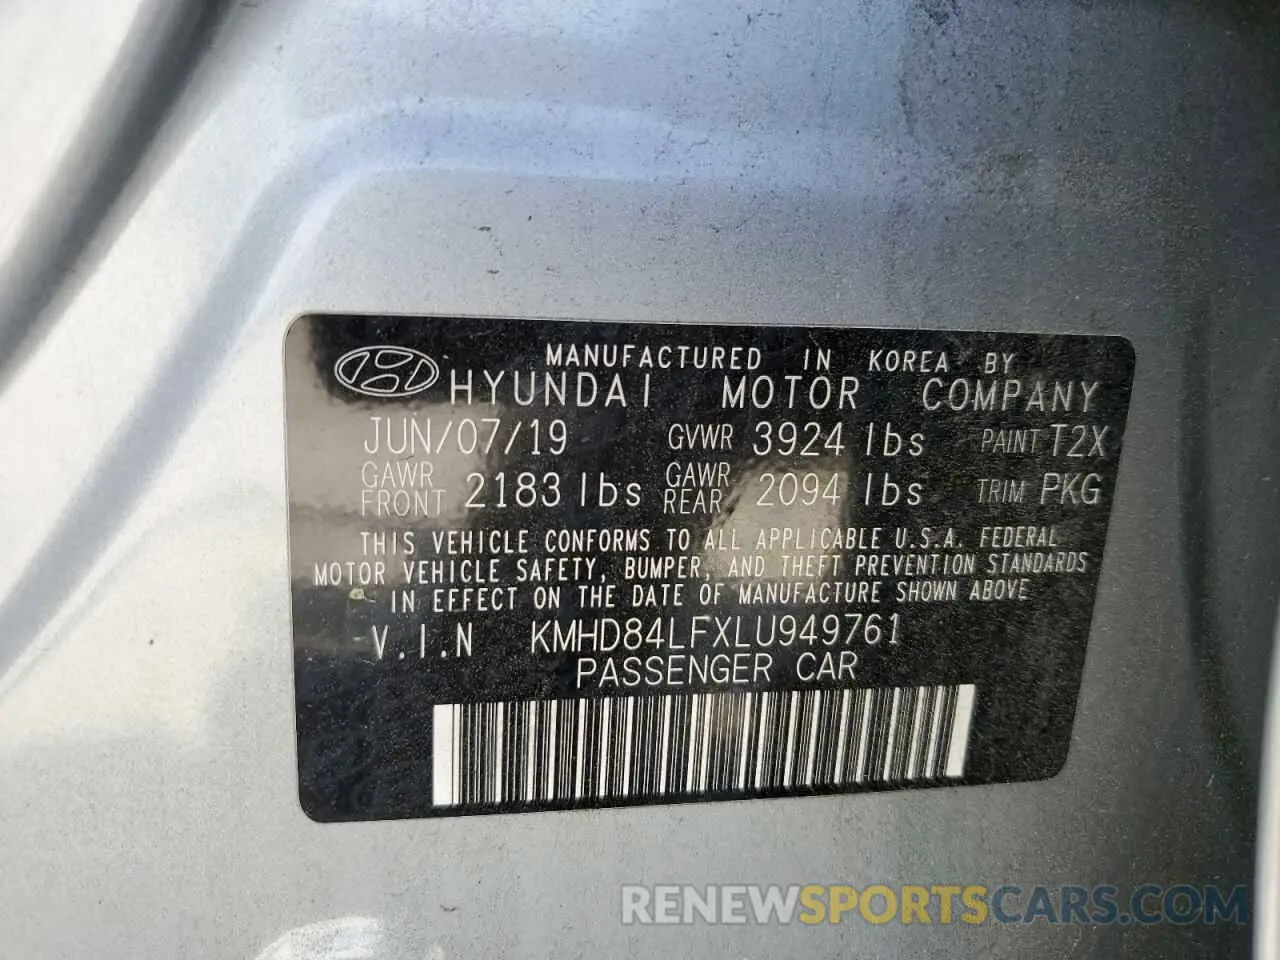 MANUFACTURED IN KOREA BY
HYUNDAI MOTOR COMPANY
JUN/07/19 GVWR 3924 lbs PAINT T2X
GAWR FRONT 2183 lbs GAWR REAR 2094 lbs TRIM PKG
THIS VEHICLE CONFORMS TO ALL APPLICABLE U.S.A. FEDERAL
MOTOR VEHICLE SAFETY, BUMPER, AND THEFT PREVENTION STANDARDS
IN EFFECT ON THE DATE OF MANUFACTURE SHOWN ABOVE
V.I.N KMHD84LFXLU949761
PASSENGER CAR
RENEWSPORTSCARS.COM